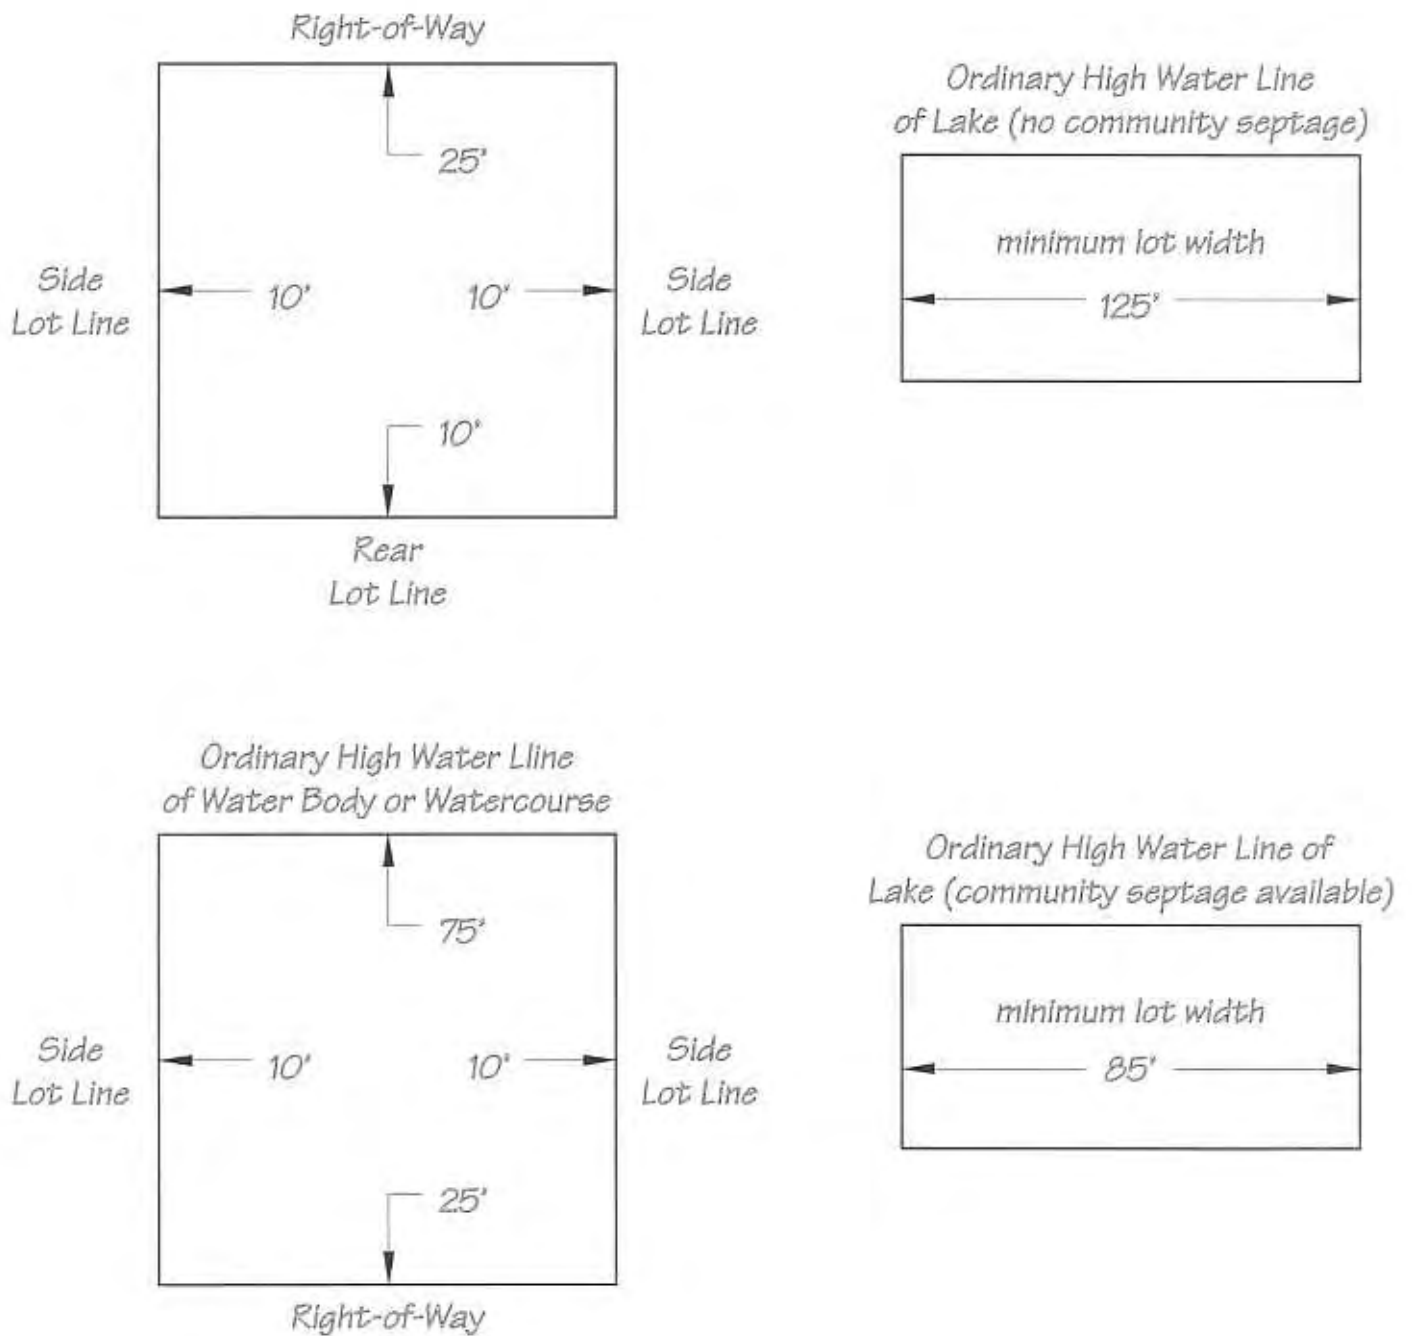 Right-of-Way
25'
Side
Lot Line
10'
10'
Side
Lot Line
10'
Rear
Lot Line
Ordinary High Water Line
of Lake (no community septage)
minimum lot width
125'
Ordinary High Water Lline
of Water Body or Watercourse
75'
Side
Lot Line
10'
10'
Side
Lot Line
25'
Right-of-Way
Ordinary High Water Line of
Lake (community septage available)
minimum lot width
85'